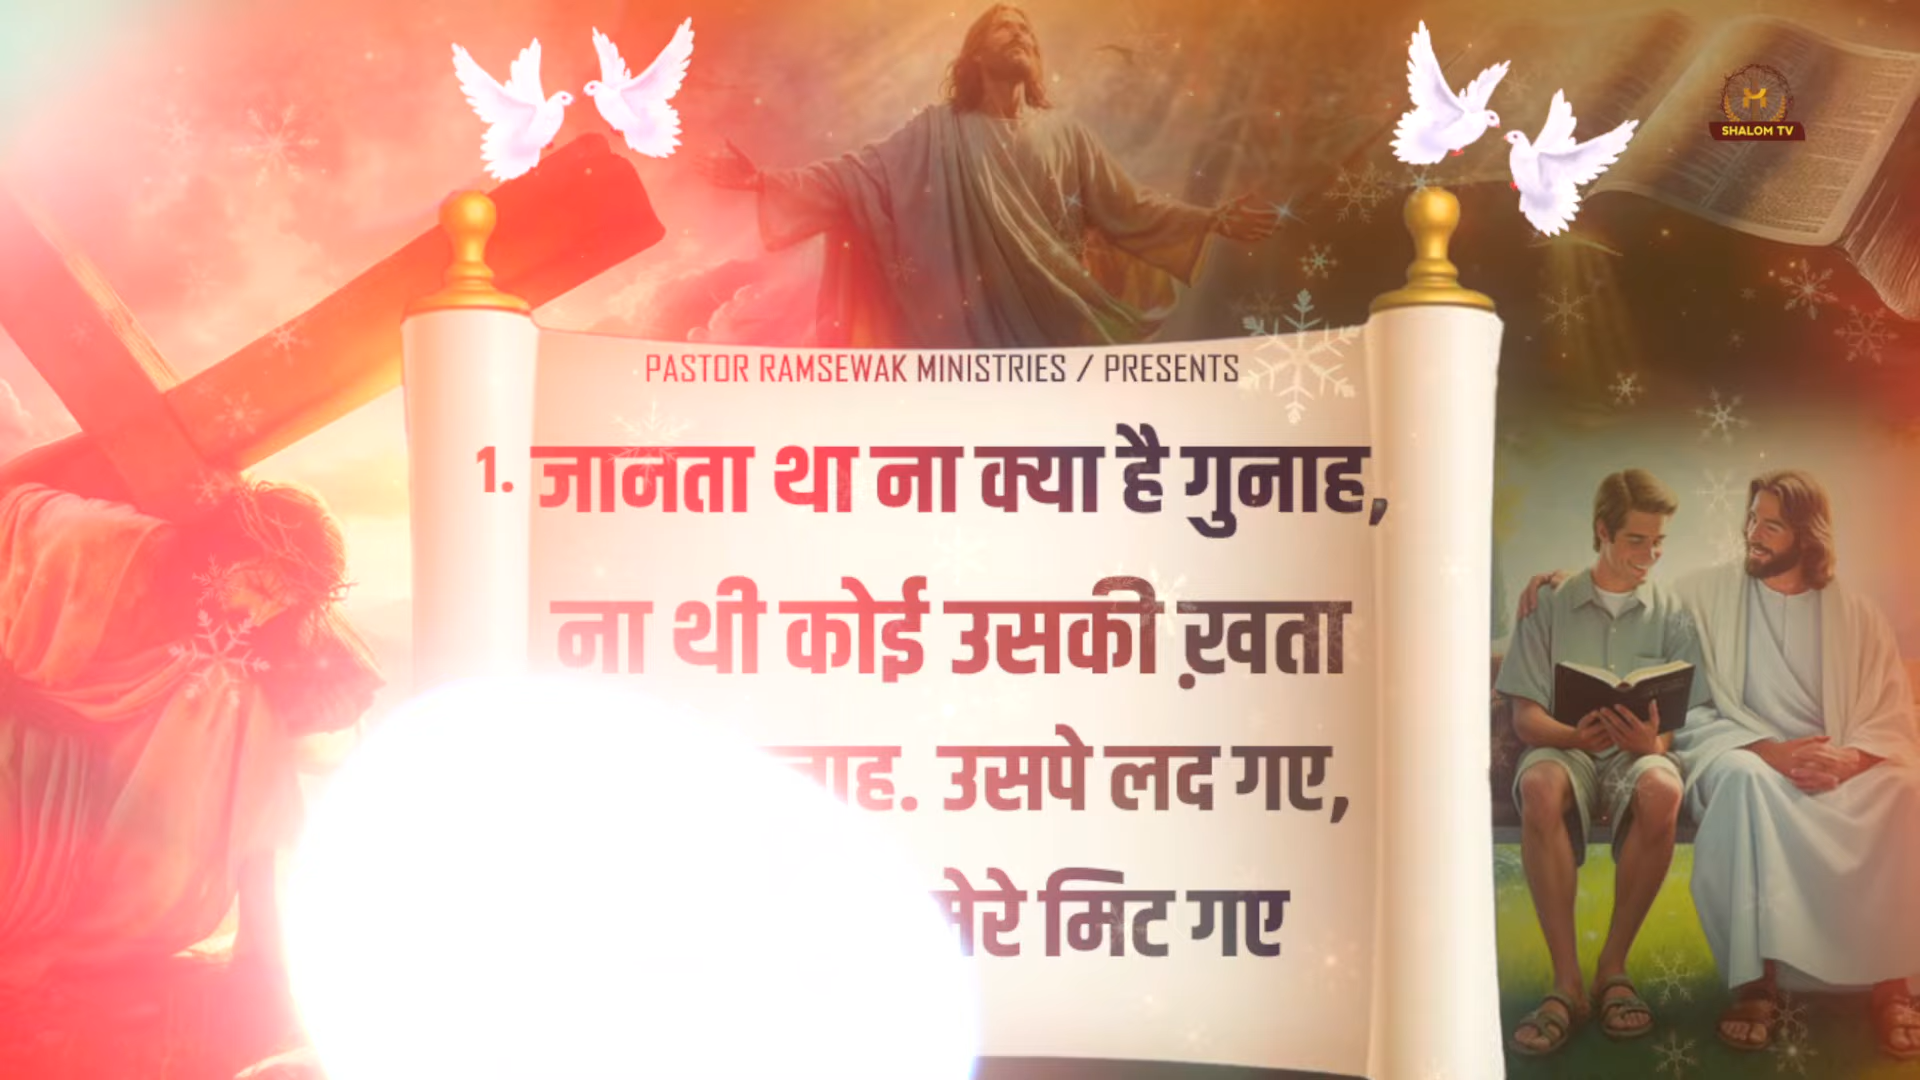 SHALOM TV
PASTOR RAMSEWAK MINISTRIES / PRESENTS
1. जानता था ना क्या है गुनाह,
ना थी कोई उसकी ख़ता
उसपे लद गए,
मिट गए